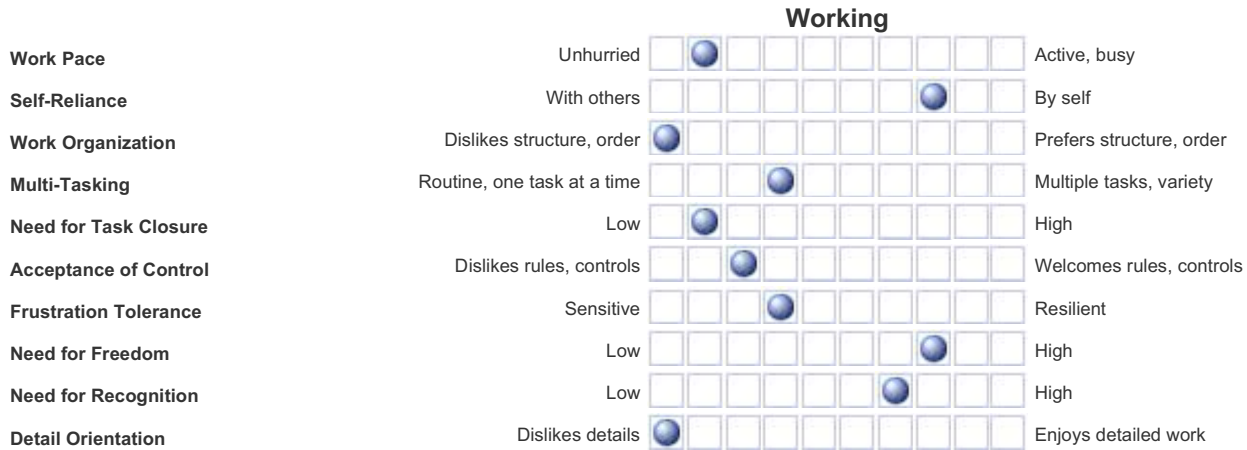 Working
Work Pace Unhurried Active, busy
Self-Reliance With others By self
Work Organization Dislikes structure, order Prefers structure, order
Multi-Tasking Routine, one task at a time Multiple tasks, variety
Need for Task Closure Low High
Acceptance of Control Dislikes rules, controls Welcomes rules, controls
Frustration Tolerance Sensitive Resilient
Need for Freedom Low High
Need for Recognition Low High
Detail Orientation Dislikes details Enjoys detailed work